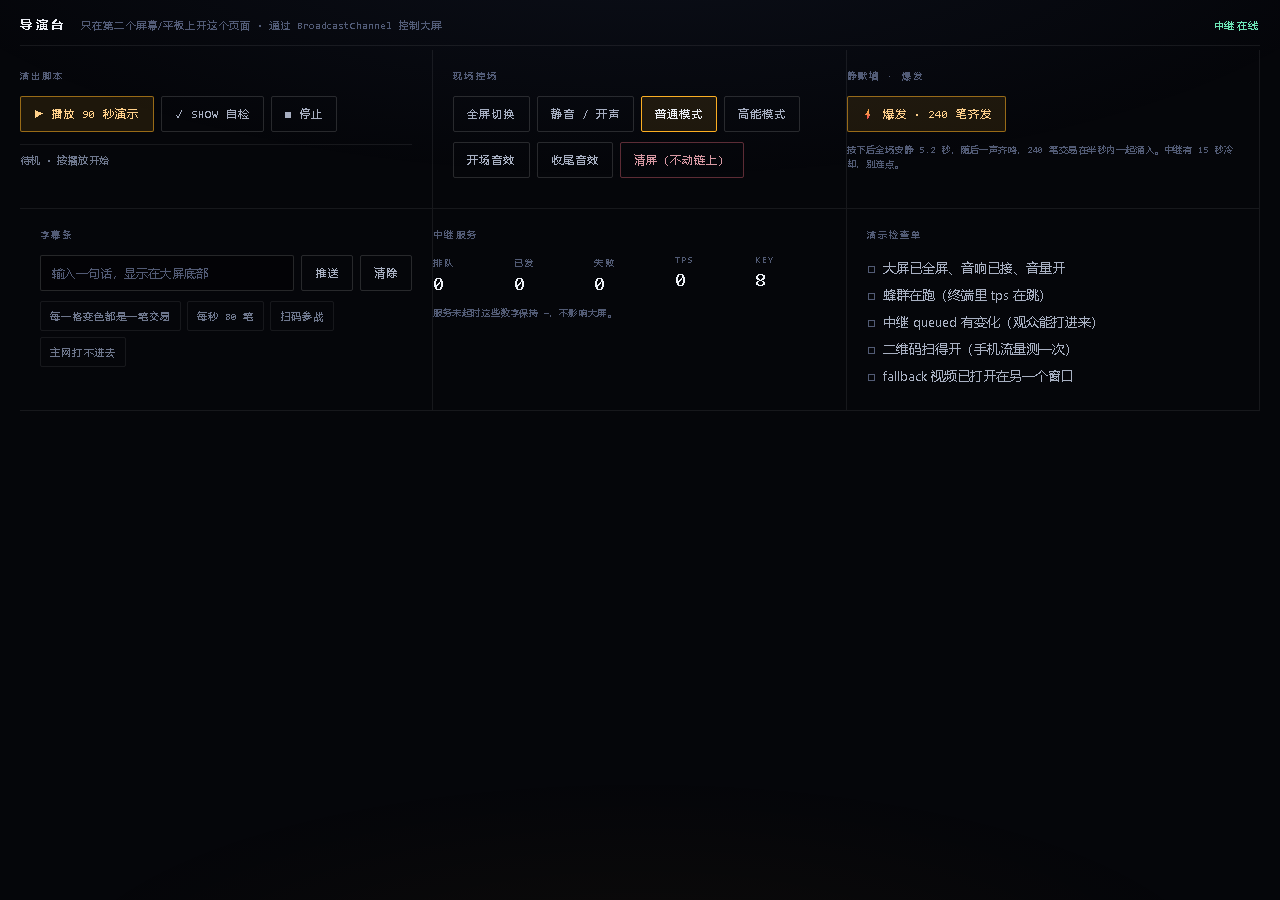 导演台 只在第二个屏幕/平板上开这个页面 · 通过 BroadcastChannel 控制大屏 中继在线
演出脚本
▶ 播放 90 秒演示 ✓ SHOW 自检 ■ 停止
待机 · 按播放开始
现场控场
全屏切换 静音 / 开声 普通模式 高能模式
开场音效 收尾音效 清屏 (不动链上)
静默墙 · 爆发
⚡ 爆发 · 240 笔齐发
按下后全场安静 5.2 秒，随后一声齐鸣，240 笔交易在半秒内一起涌入。中继有 15 秒冷
却，别连点。
字幕条
输入一句话，显示在大屏底部 推送 清除
每一格变色都是一笔交易 每秒 80 笔 扫码参战
主网打不进去
中继服务
排队 已发 失败 TPS KEY
0 0 0 0 8
服务未起时这些数字保持 —，不影响大屏。
演示检查单
□ 大屏已全屏、音响已接、音量开
□ 蜂群在跑（终端里 tps 在跳）
□ 中继 queued 有变化（观众能打进来）
□ 二维码扫得开（手机流量测一次）
□ fallback 视频已打开在另一个窗口